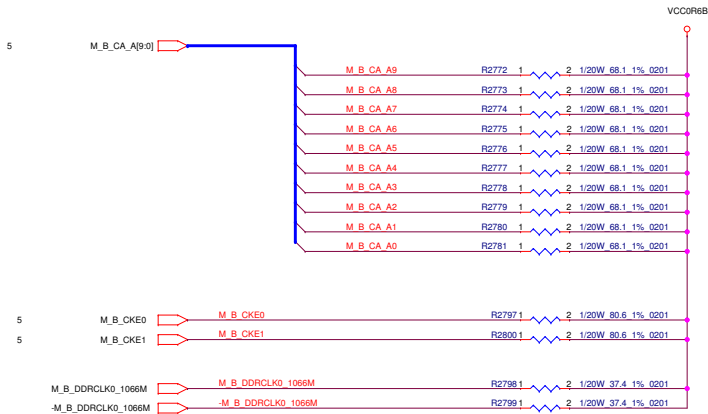 VCC0R6B
5 M_B_CA_A[9:0]
M_B_CA_A9 R2772 1 2 1/20W_68.1_1%_0201
M_B_CA_A8 R2773 1 2 1/20W_68.1_1%_0201
M_B_CA_A7 R2774 1 2 1/20W_68.1_1%_0201
M_B_CA_A6 R2775 1 2 1/20W_68.1_1%_0201
M_B_CA_A5 R2776 1 2 1/20W_68.1_1%_0201
M_B_CA_A4 R2777 1 2 1/20W_68.1_1%_0201
M_B_CA_A3 R2778 1 2 1/20W_68.1_1%_0201
M_B_CA_A2 R2779 1 2 1/20W_68.1_1%_0201
M_B_CA_A1 R2780 1 2 1/20W_68.1_1%_0201
M_B_CA_A0 R2781 1 2 1/20W_68.1_1%_0201
5 M_B_CKE0 M_B_CKE0 R2797 1 2 1/20W_80.6_1%_0201
5 M_B_CKE1 M_B_CKE1 R2800 1 2 1/20W_80.6_1%_0201
M_B_DDRCLK0_1066M M_B_DDRCLK0_1066M R2798 1 2 1/20W_37.4_1%_0201
-M_B_DDRCLK0_1066M -M_B_DDRCLK0_1066M R2799 1 2 1/20W_37.4_1%_0201